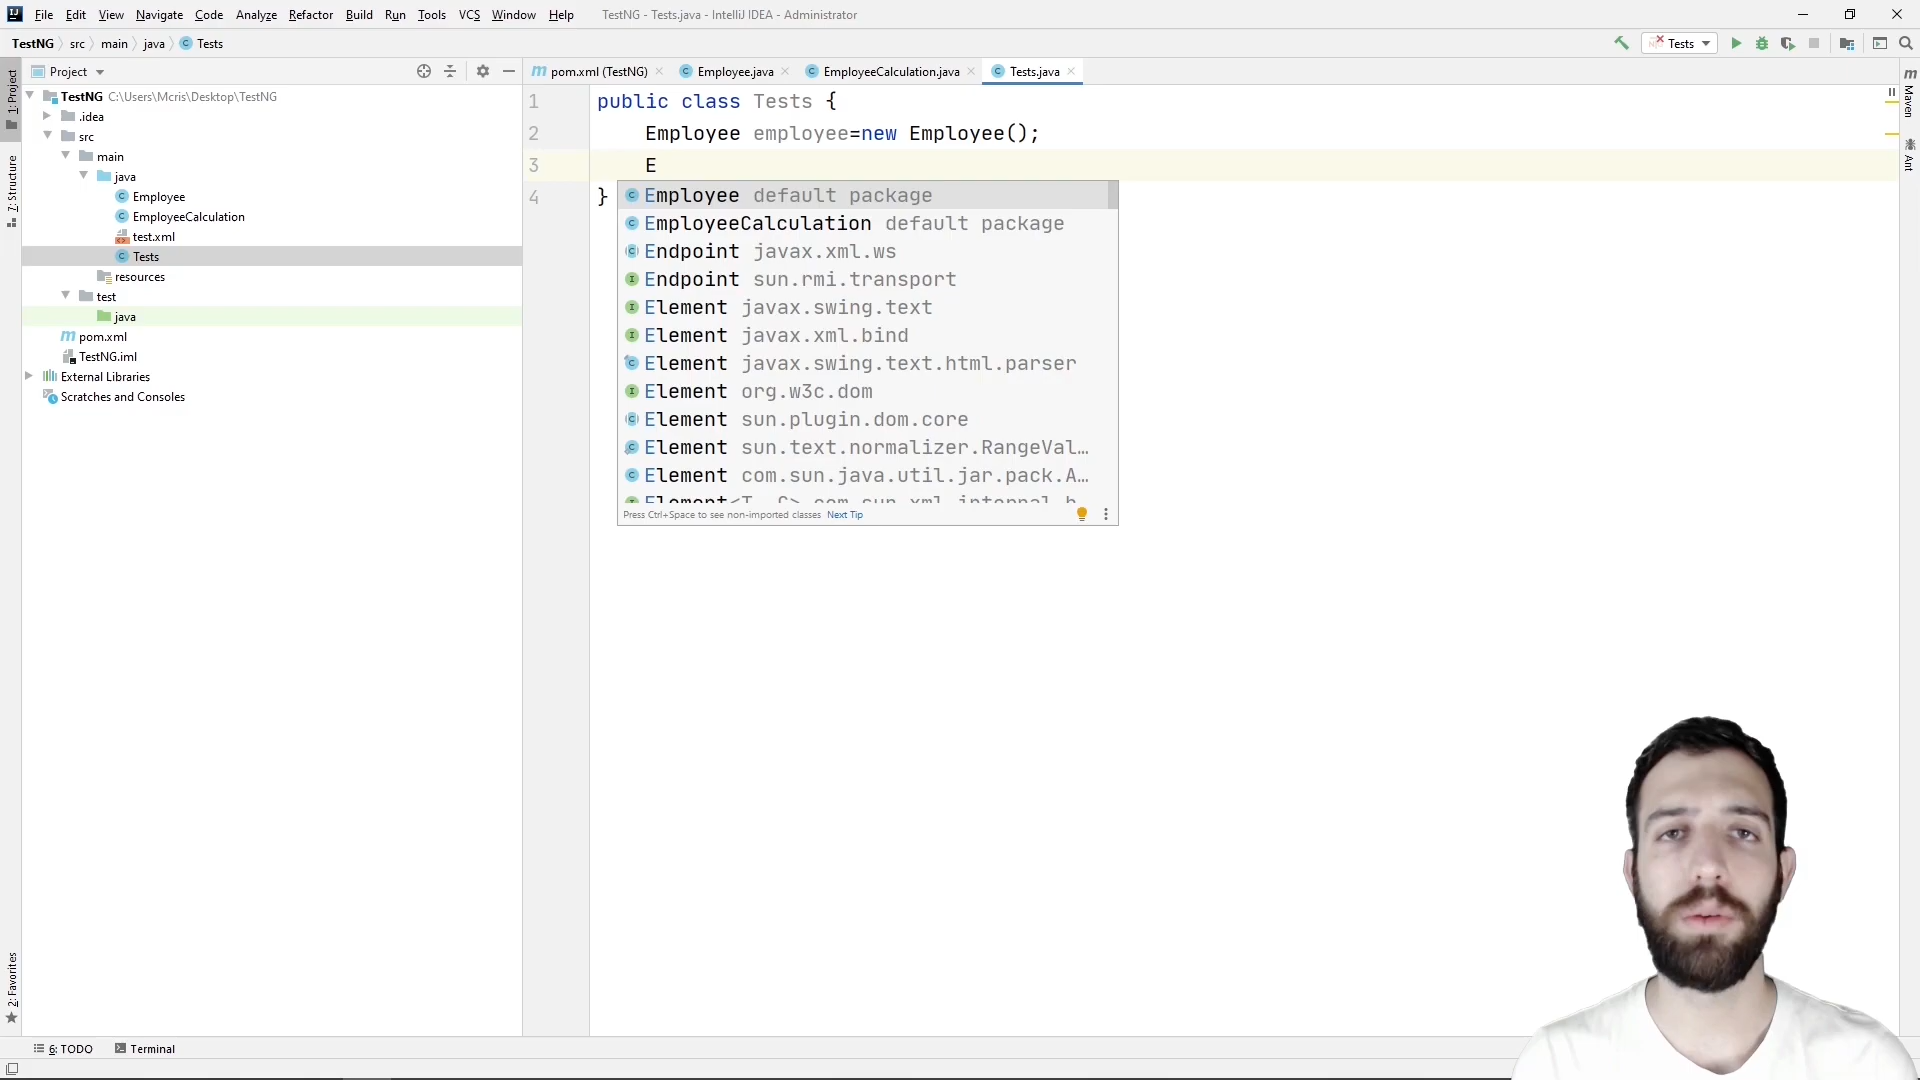 File Edit View Navigate Code Analyze Refactor Build Run Tools VCS Window Help TestNG - Tests.java - IntelliJ IDEA - Administrator
TestNG src main java Tests
Tests
Project
pom.xml (TestNG) Employee.java EmployeeCalculation.java Tests.java
TestNG C:\Users\Mcris\Desktop\TestNG
.idea
src
main
java
Employee
EmployeeCalculation
test.xml
Tests
resources
test
java
pom.xml
TestNG.iml
External Libraries
Scratches and Consoles
1: Project
7: Structure
2: Favorites
1 public class Tests {
2 Employee employee=new Employee();
3 E
4 }
Employee default package
EmployeeCalculation default package
Endpoint javax.xml.ws
Endpoint sun.rmi.transport
Element javax.swing.text
Element javax.xml.bind
Element javax.swing.text.html.parser
Element org.w3c.dom
Element sun.plugin.dom.core
Element sun.text.normalizer.RangeVal…
Element com.sun.java.util.jar.pack.A…
Element<T, C> com.sun.xml.internal.b…
Press Ctrl+Space to see non-imported classes Next Tip
Maven
Ant
6: TODO Terminal